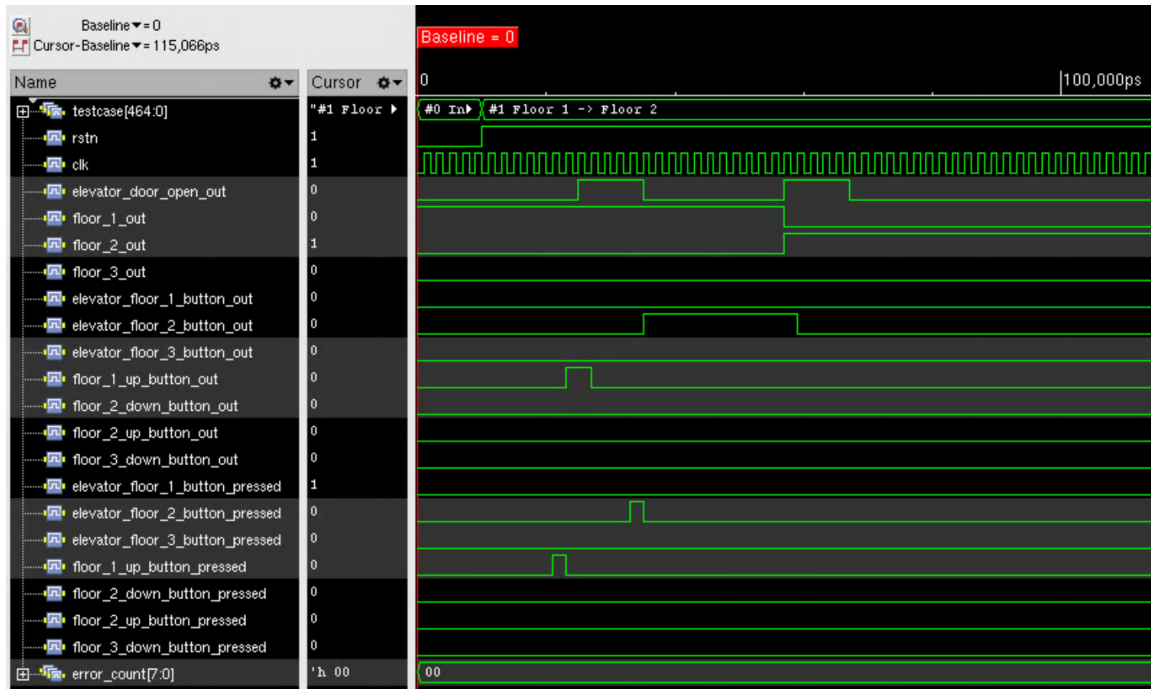 Baseline▼= 0
Cursor-Baseline▼= 115,066ps
Baseline = 0
Name Cursor 0 100,000ps
testcase[464:0] "#1 Floor #0 In #1 Floor 1 -> Floor 2
rstn 1
clk 1
elevator_door_open_out 0
floor_1_out 0
floor_2_out 1
floor_3_out 0
elevator_floor_1_button_out 0
elevator_floor_2_button_out 0
elevator_floor_3_button_out 0
floor_1_up_button_out 0
floor_2_down_button_out 0
floor_2_up_button_out 0
floor_3_down_button_out 0
elevator_floor_1_button_pressed 1
elevator_floor_2_button_pressed 0
elevator_floor_3_button_pressed 0
floor_1_up_button_pressed 0
floor_2_down_button_pressed 0
floor_2_up_button_pressed 0
floor_3_down_button_pressed 0
error_count[7:0] 'h 00 00